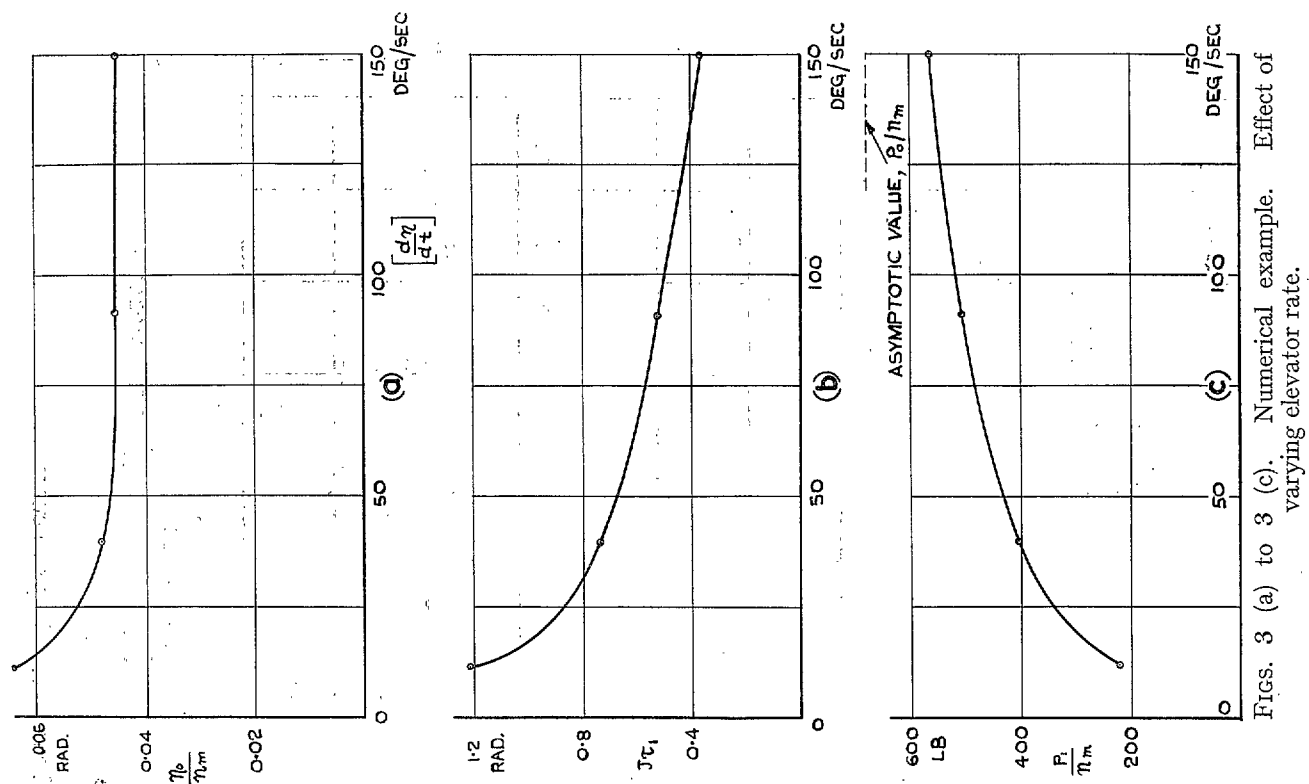 0.06
RAD.
0.04
η₀/n_m
0.02
0
50
100
150
[dη/dt]
DEG/SEC
(a)
1.2
RAD.
0.8
Jτ₁
0.4
0
50
100
150
DEG/SEC
(b)
600
LB
400
P₁/n_m
200
0
50
100
150
DEG/SEC
ASYMPTOTIC VALUE, P₀/n_m
(c)
FIGS. 3 (a) to 3 (c). Numerical example. Effect of
varying elevator rate.